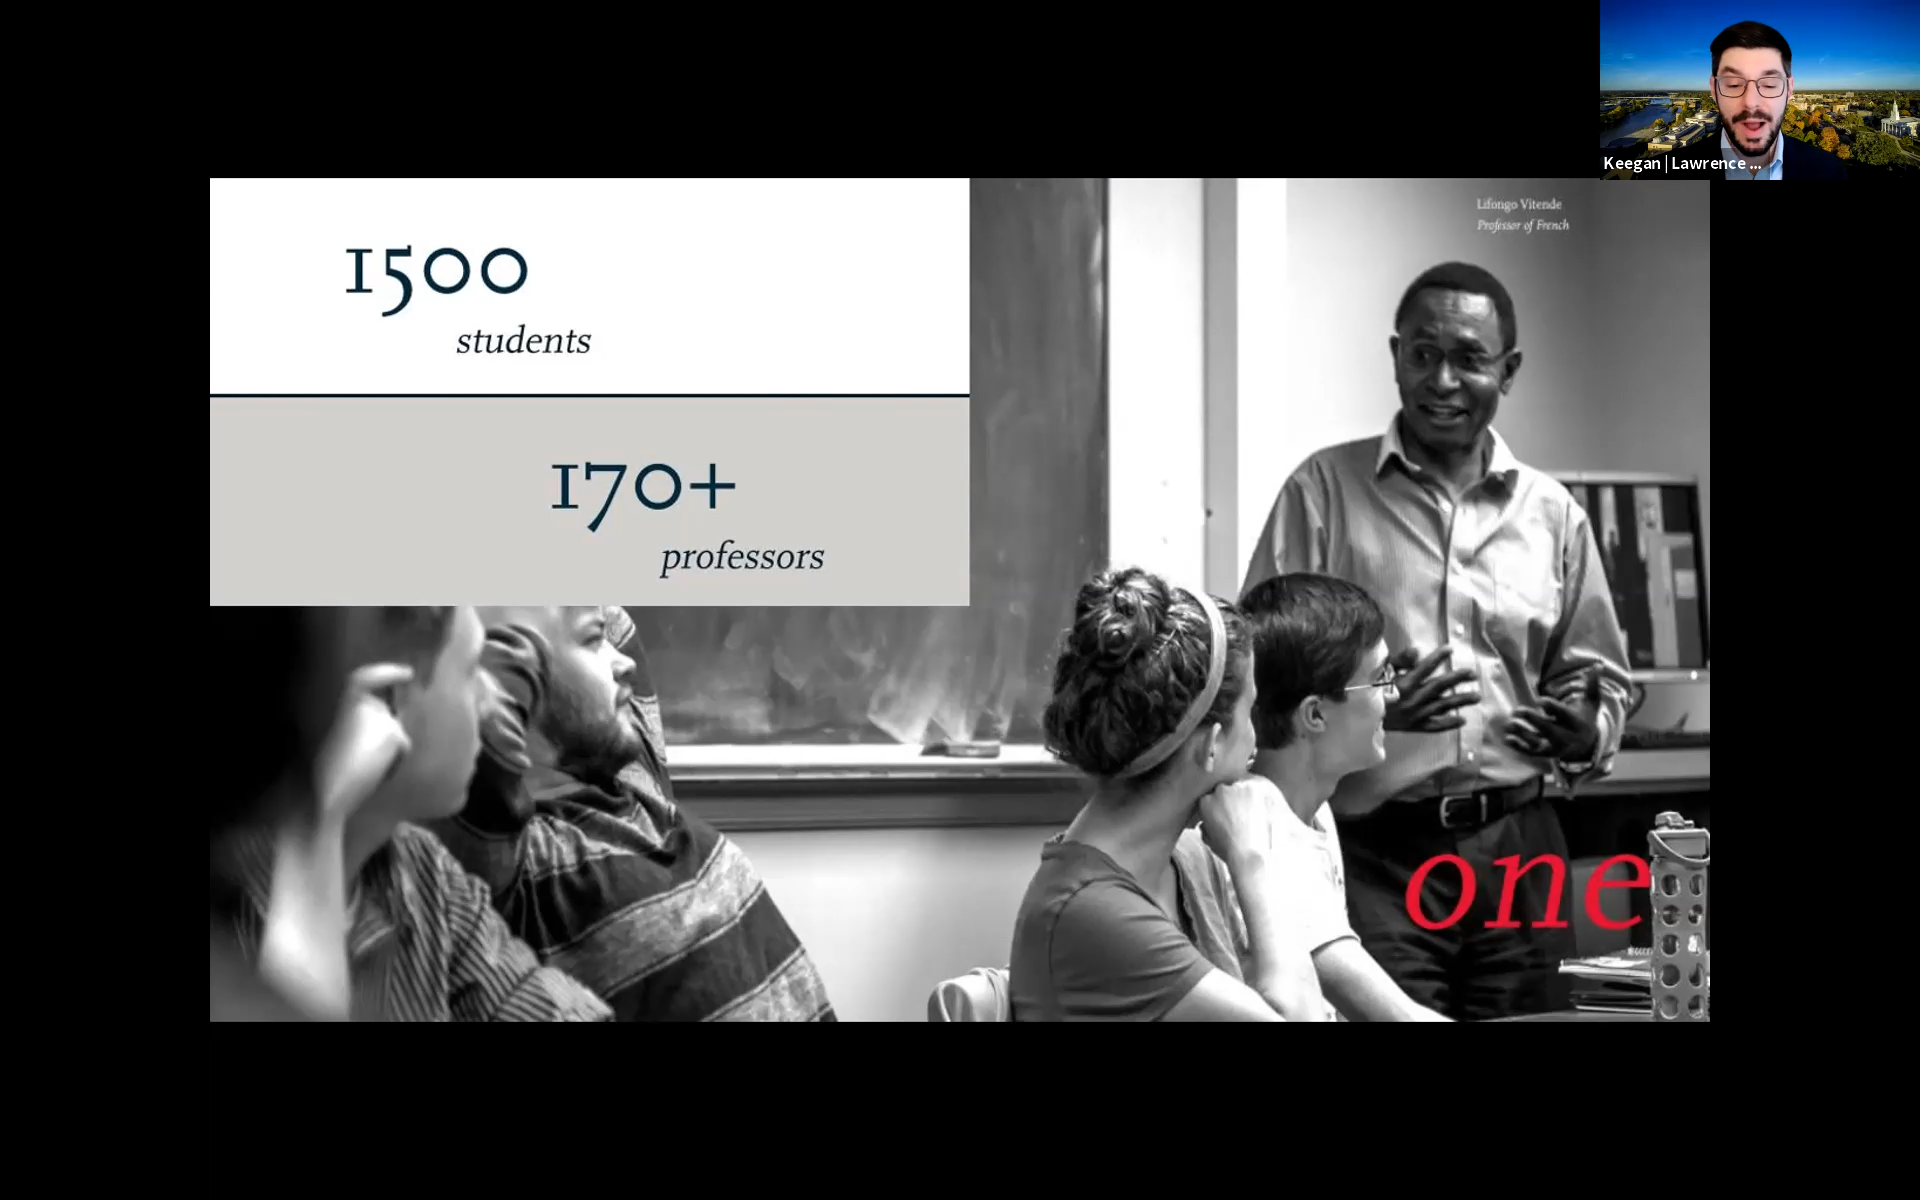 Keegan | Lawrence ...
Lifongo Vitende
Professor of French
1500
students
170+
professors
one